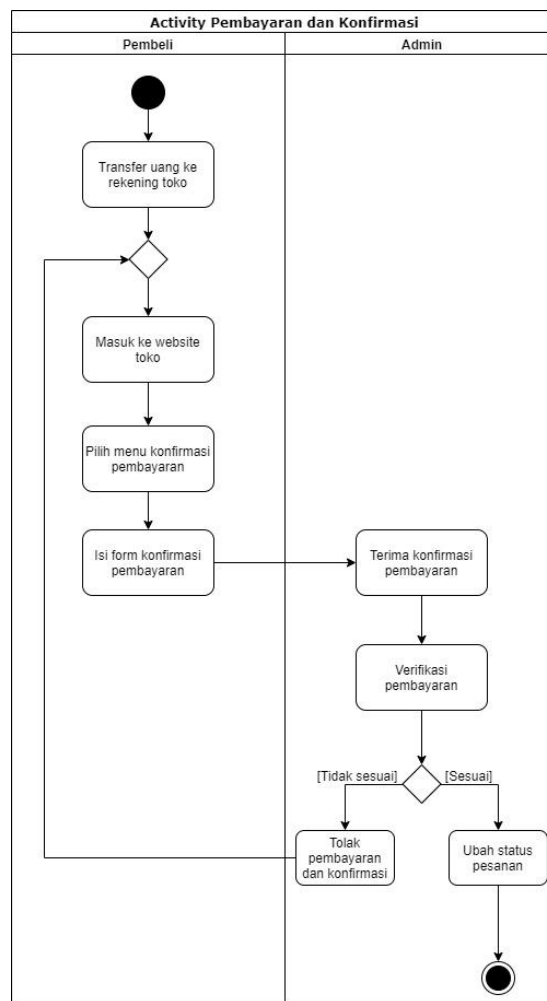 Activity Pembayaran dan Konfirmasi
Pembeli
Admin
Transfer uang ke
rekening toko
Masuk ke website
toko
Pilih menu konfirmasi
pembayaran
Isi form konfirmasi
pembayaran
Terima konfirmasi
pembayaran
Verifikasi
pembayaran
[Tidak sesuai]
[Sesuai]
Tolak
pembayaran
dan konfirmasi
Ubah status
pesanan